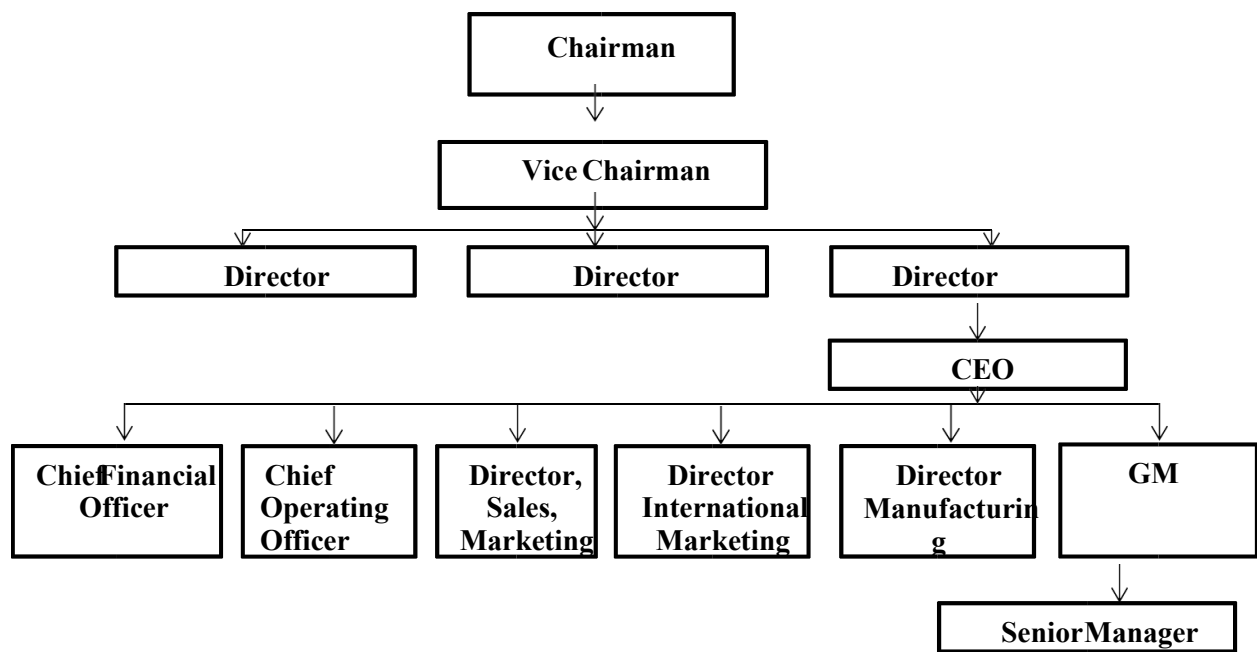 Chairman
Vice Chairman
Director
Director
Director
CEO
Chief Financial
Officer
Chief
Operating
Officer
Director,
Sales,
Marketing
Director
International
Marketing
Director
Manufacturin
g
GM
Senior Manager